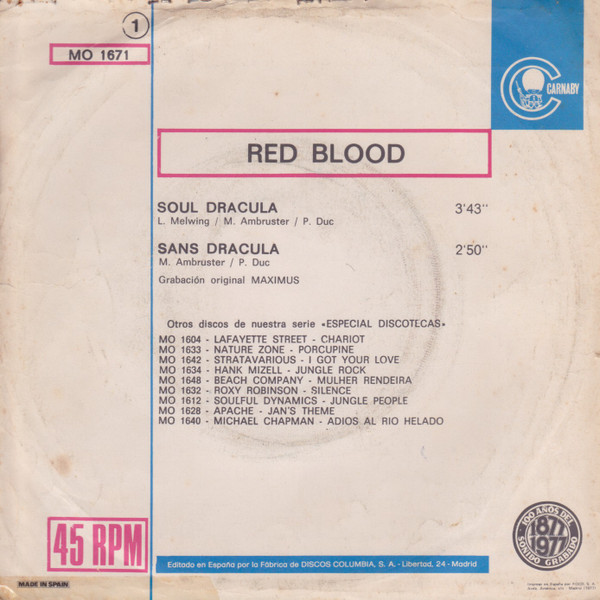 1
MO 1671
CARNABY
RED BLOOD
SOUL DRACULA 3'43"
L. Melwing / M. Ambruster / P. Duc
SANS DRACULA 2'50"
M. Ambruster / P. Duc
Grabación original MAXIMUS
Otros discos de nuestra serie «ESPECIAL DISCOTECAS»
MO 1604 - LAFAYETTE STREET - CHARIOT
MO 1633 - NATURE ZONE - PORCUPINE
MO 1642 - STRATAVARIOUS - I GOT YOUR LOVE
MO 1634 - HANK MIZELL - JUNGLE ROCK
MO 1648 - BEACH COMPANY - MULHER RENDEIRA
MO 1632 - ROXY ROBINSON - SILENCE
MO 1612 - SOULFUL DYNAMICS - JUNGLE PEOPLE
MO 1628 - APACHE - JAN'S THEME
MO 1640 - MICHAEL CHAPMAN - ADIOS AL RIO HELADO
45 RPM
100 AÑOS DEL
1877
1977
SONIDO GRABADO
Editado en España por la Fábrica de DISCOS COLUMBIA, S. A. - Libertad, 24 - Madrid
MADE IN SPAIN